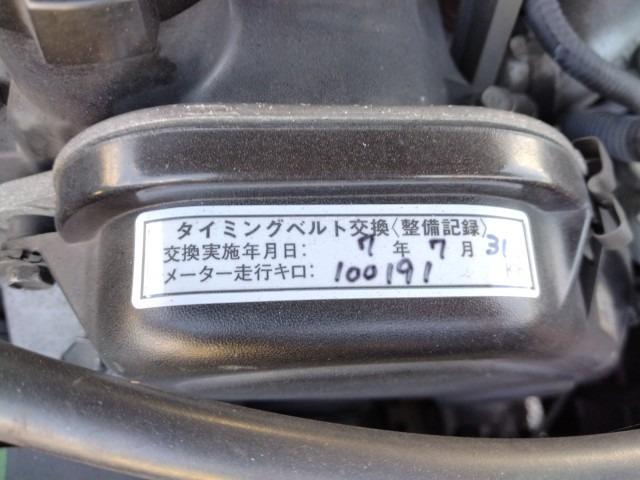 タイミングベルト交換〈整備記録〉
交換実施年月日: 7 年 7 月 31
メーター走行キロ: 100191